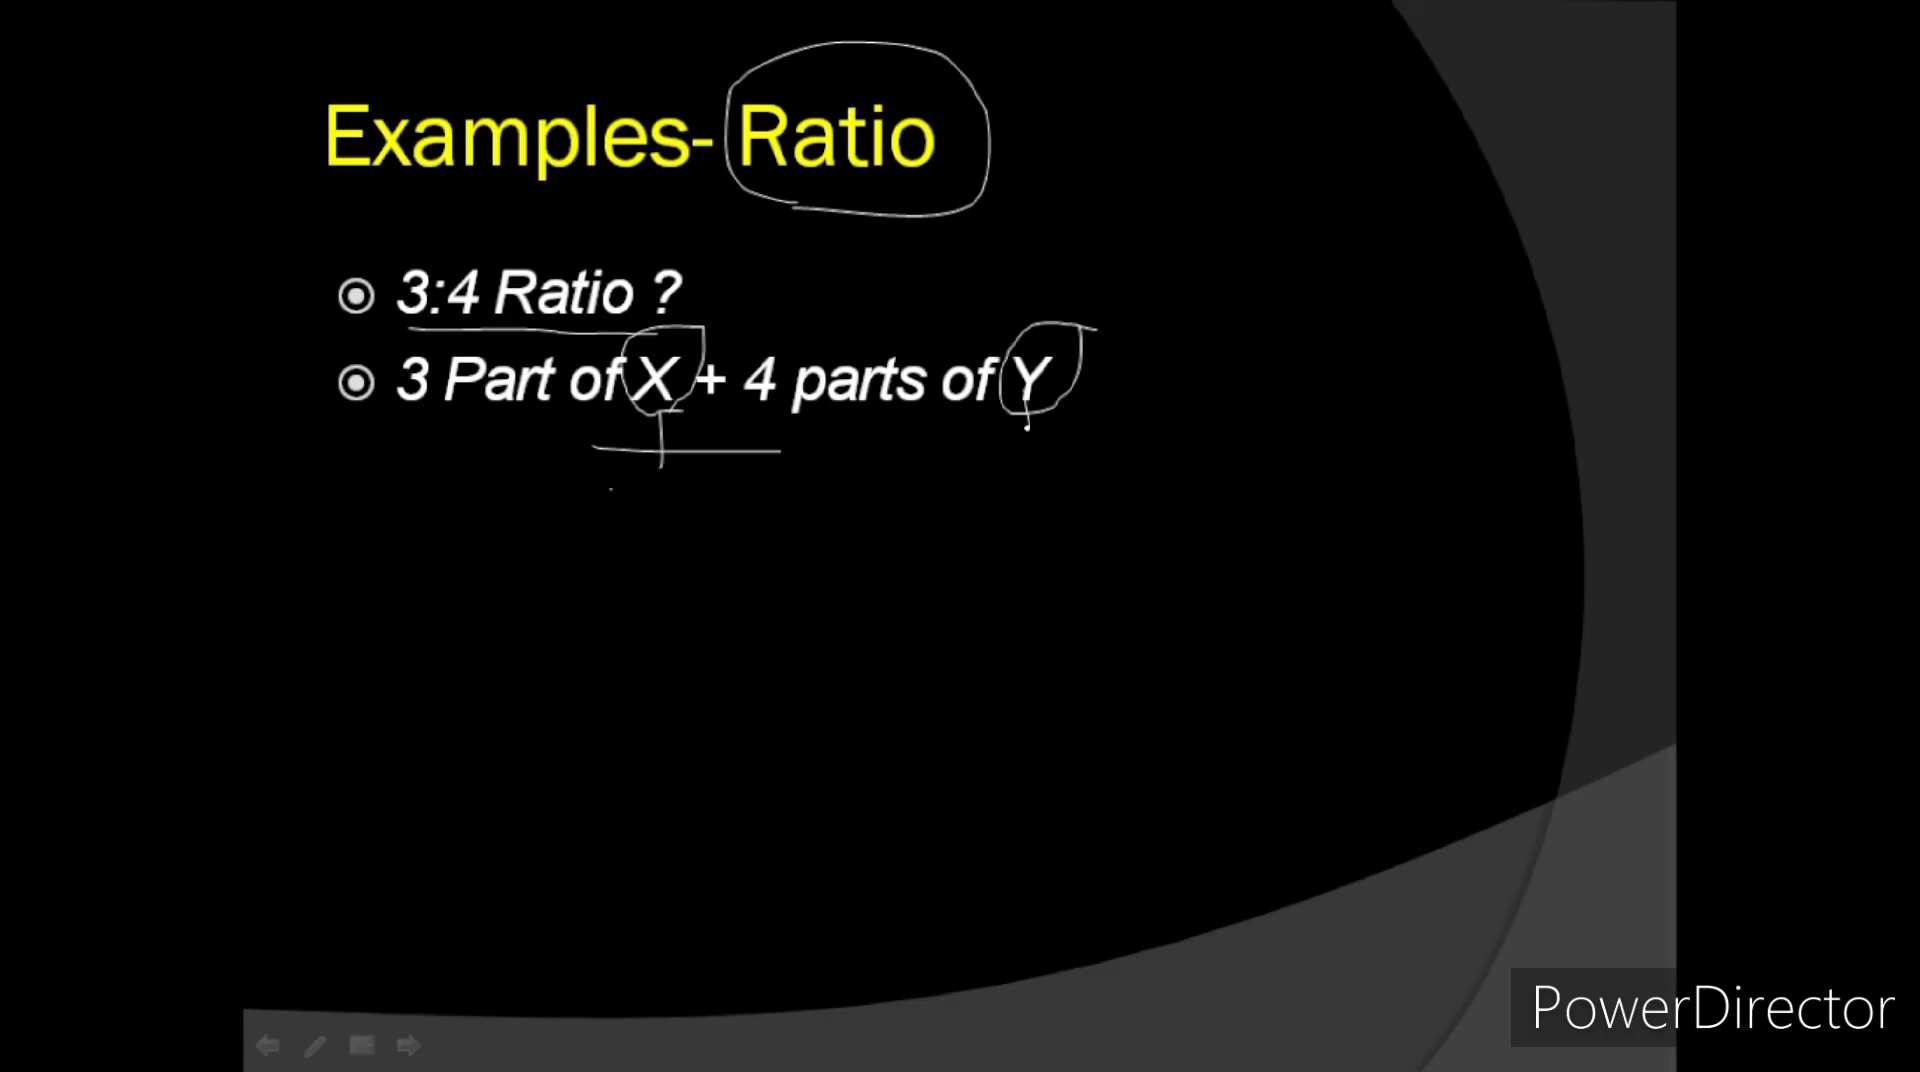 Examples- Ratio
3:4 Ratio ?
3 Part of X + 4 parts of Y
PowerDirector